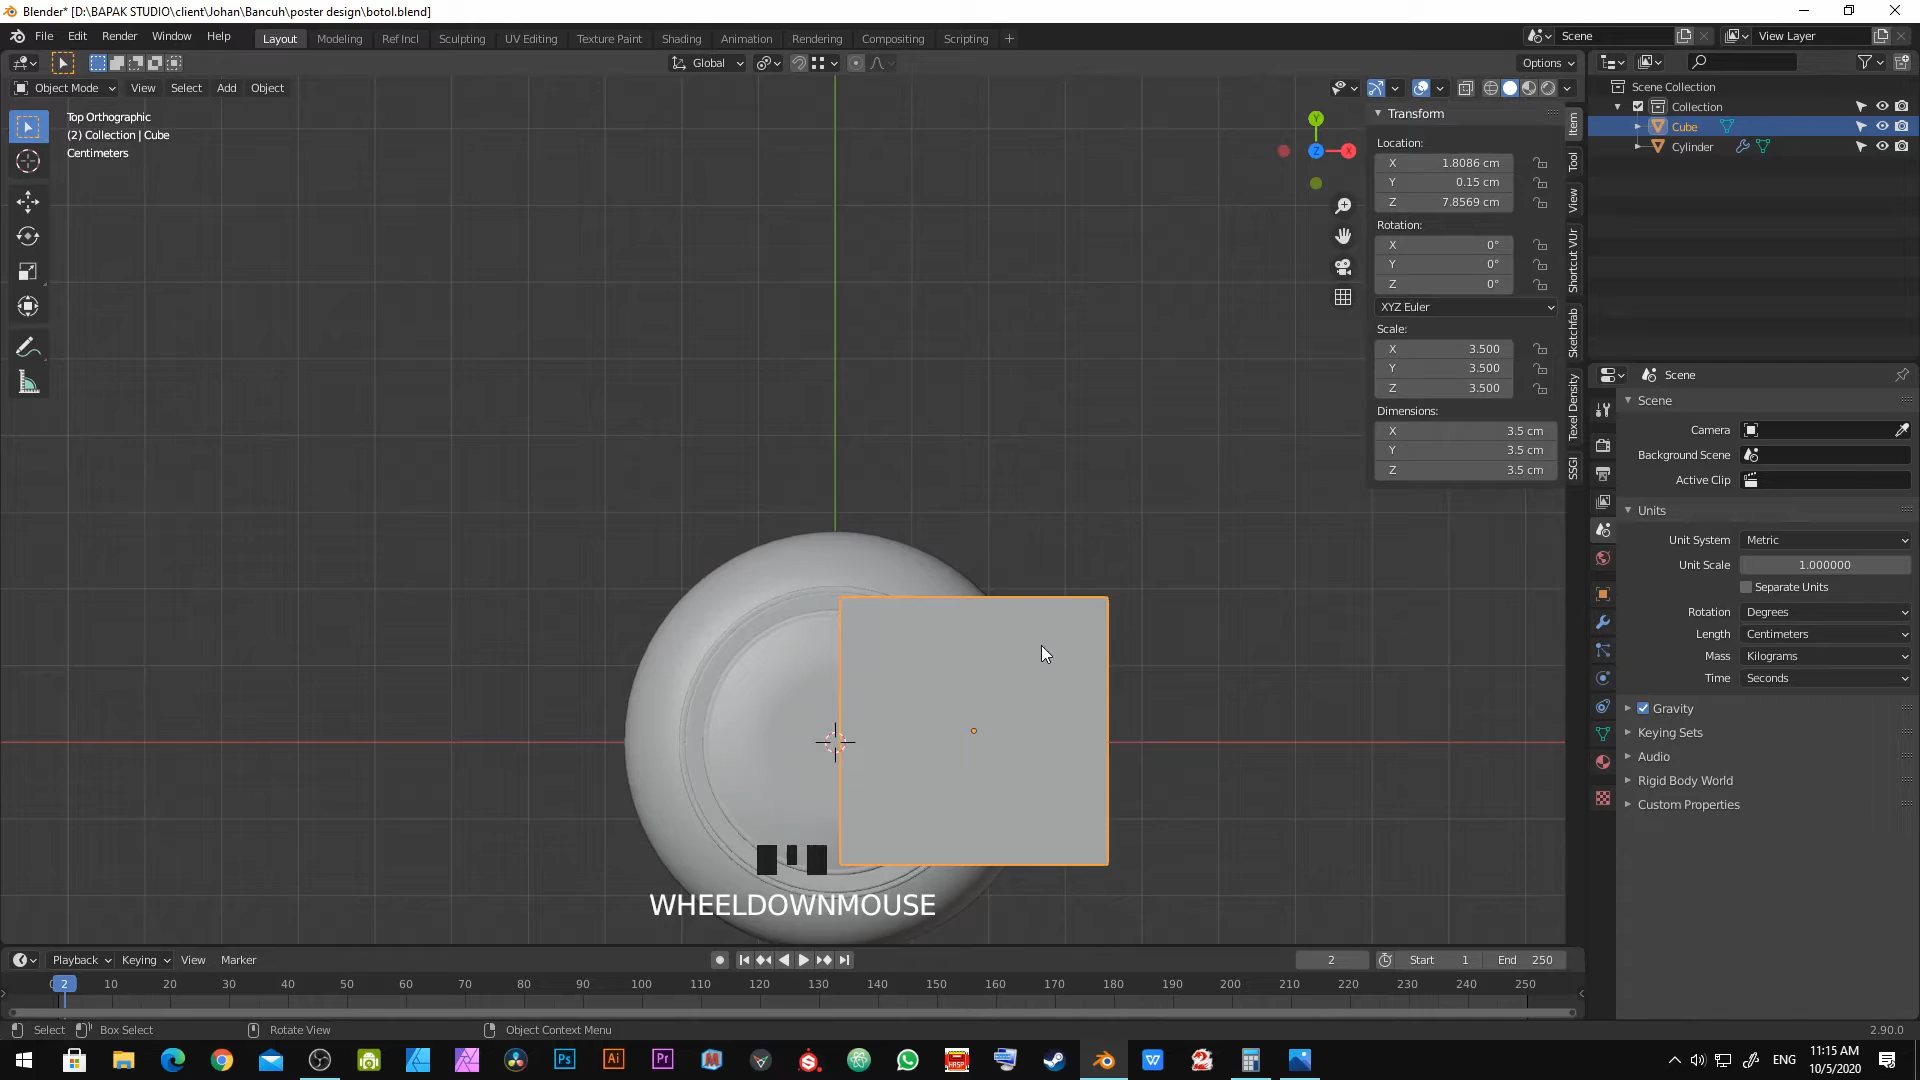 Blender* [D:\BAPAK STUDIO\client\Johan\Bancuh\poster design\botol.blend]
File Edit Render Window Help
Layout Modeling Ref Incl Sculpting UV Editing Texture Paint Shading Animation Rendering Compositing Scripting +
Scene
View Layer
Global
Options
Object Mode View Select Add Object
Top Orthographic
(2) Collection | Cube
Centimeters
Y
Z
X
Transform
Location:
X 1.8086 cm
Y 0.15 cm
Z 7.8569 cm
Rotation:
X 0°
Y 0°
Z 0°
XYZ Euler
Scale:
X 3.500
Y 3.500
Z 3.500
Dimensions:
X 3.5 cm
Y 3.5 cm
Z 3.5 cm
Item
Tool
View
Shortcut VUr
Sketchfab
Texel Density
SSGI
Scene Collection
Collection
Cube
Cylinder
Scene
Scene
Camera
Background Scene
Active Clip
Units
Unit System Metric
Unit Scale 1.000000
Separate Units
Rotation Degrees
Length Centimeters
Mass Kilograms
Time Seconds
Gravity
Keying Sets
Audio
Rigid Body World
Custom Properties
WHEELDOWNMOUSE
Playback Keying View Marker
2 Start 1 End 250
2 10 20 30 40 50 60 70 80 90 100 110 120 130 140 150 160 170 180 190 200 210 220 230 240 250
Select Box Select Rotate View Object Context Menu
2.90.0
Ps Ai Pr
ENG
11:15 AM
10/5/2020